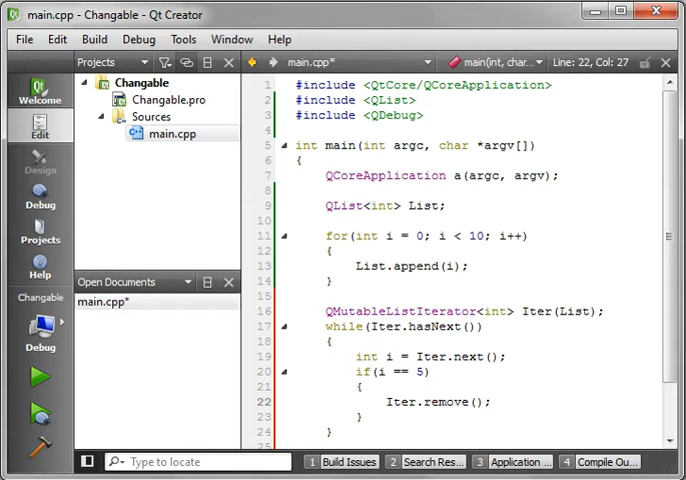 main.cpp - Changable - Qt Creator
File Edit Build Debug Tools Window Help
Projects main.cpp* main(int, char... Line: 22, Col: 27
Welcome
Edit
Design
Debug
Projects
Help
Changable
Debug
Changable
Changable.pro
Sources
main.cpp
Open Documents
main.cpp*
1 #include <QtCore/QCoreApplication>
2 #include <QList>
3 #include <QDebug>
4
5 int main(int argc, char *argv[])
6 {
7 QCoreApplication a(argc, argv);
8
9 QList<int> List;
10
11 for(int i = 0; i < 10; i++)
12 {
13 List.append(i);
14 }
15
16 QMutableListIterator<int> Iter(List);
17 while(Iter.hasNext())
18 {
19 int i = Iter.next();
20 if(i == 5)
21 {
22 Iter.remove();
23 }
24 }
25
Type to locate 1 Build Issues 2 Search Res... 3 Application ... 4 Compile Ou...